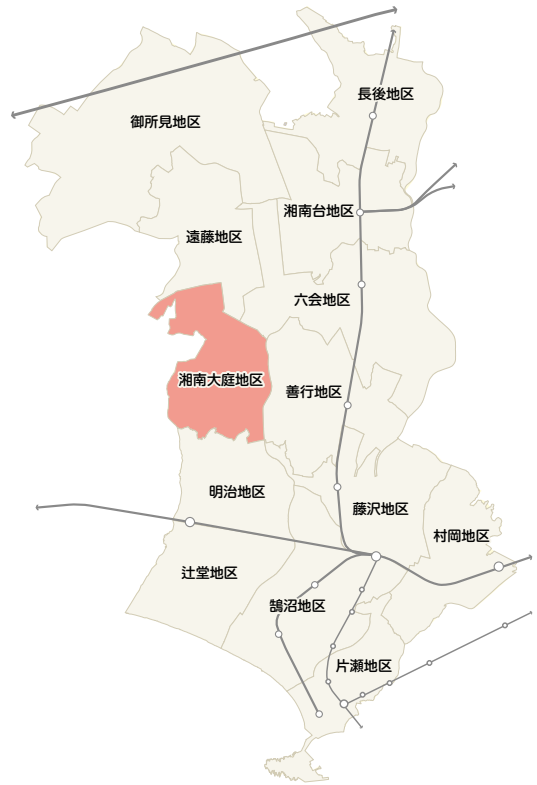 長後地区
御所見地区
湘南台地区
遠藤地区
六会地区
湘南大庭地区
善行地区
明治地区
藤沢地区
村岡地区
辻堂地区
鵠沼地区
片瀬地区